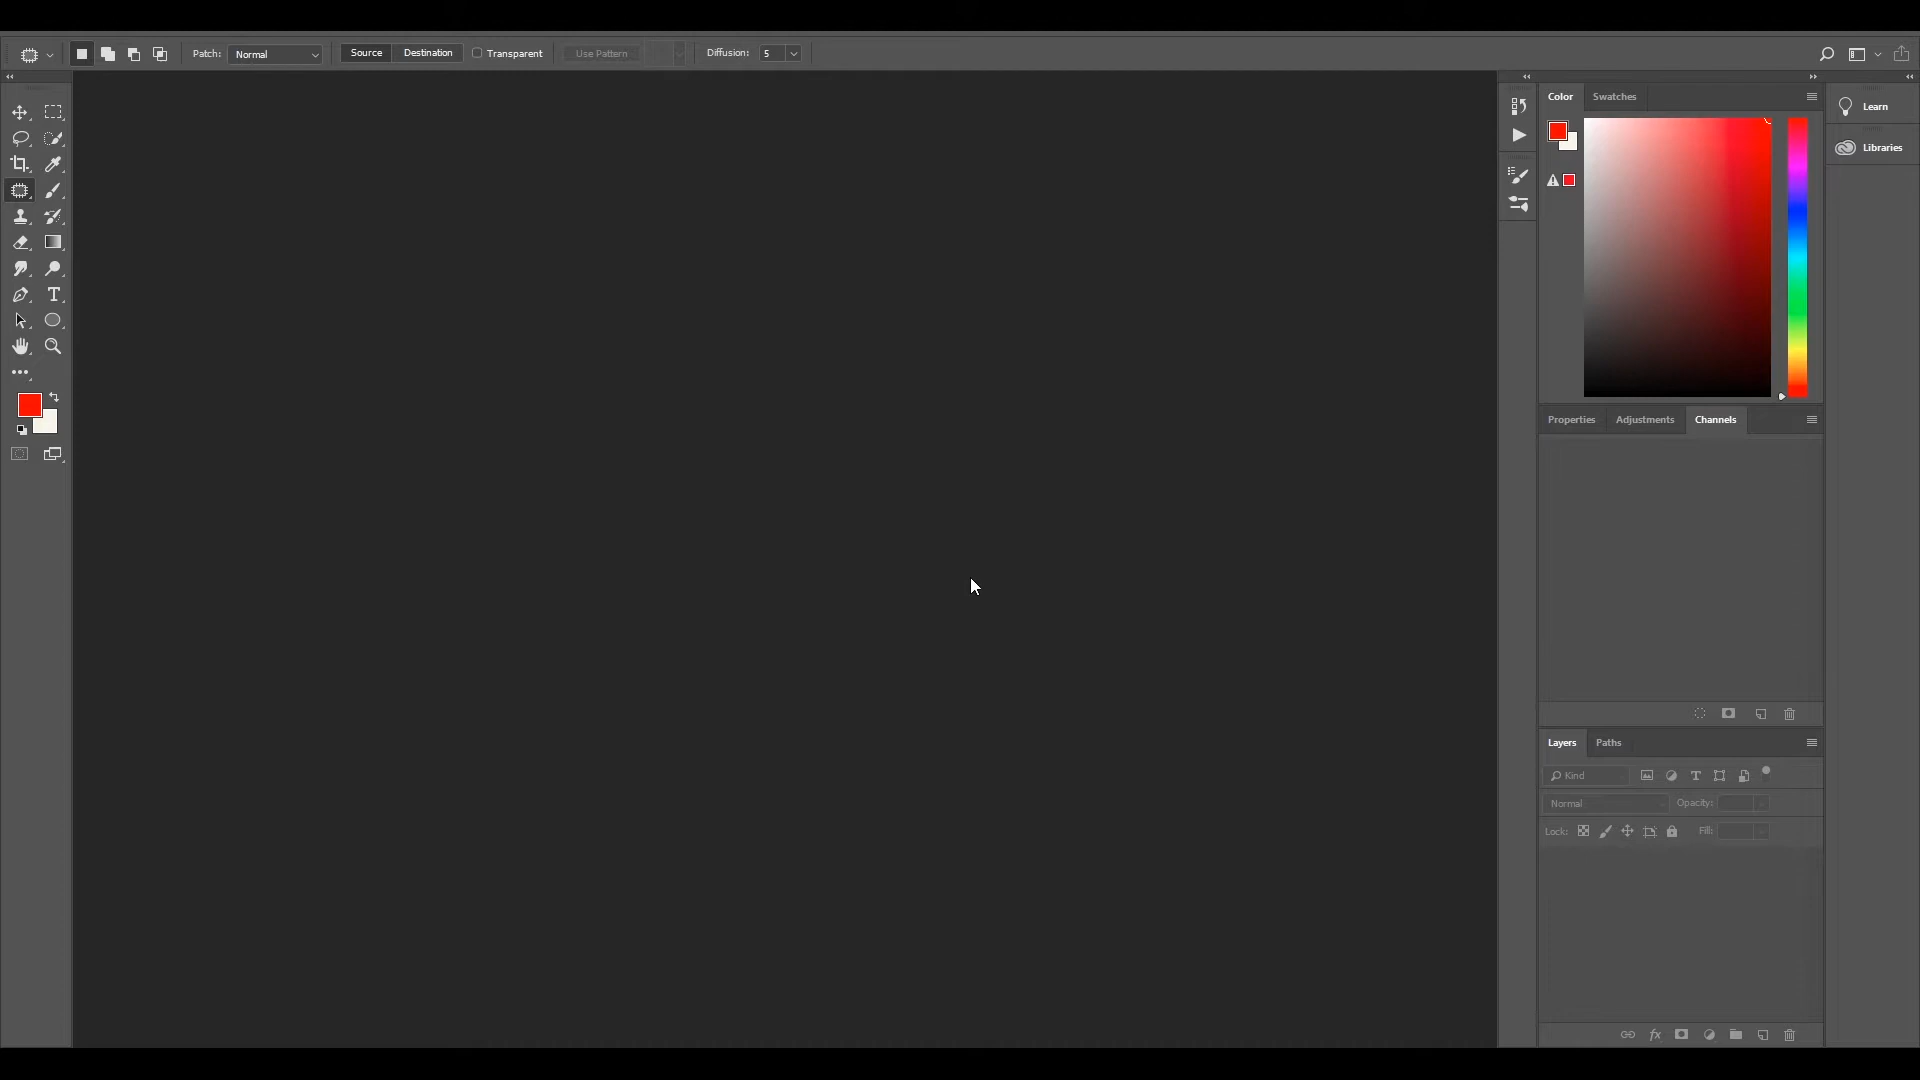 Patch: Normal Source Destination Transparent Use Pattern Diffusion: 5
Color Swatches
Learn
Libraries
T
Properties Adjustments Channels
Layers Paths
Kind T
Normal Opacity:
Lock: Fill:
fx